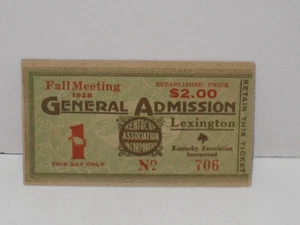 Fall Meeting
1928
ESTABLISHED PRICE
$2.00
GENERAL ADMISSION
Lexington
1
THIS DAY ONLY
KENTUCKY
ASSOCIATION
INCORPORATED
Kentucky Association
Incorporated
No 706
RETAIN THIS TICKET